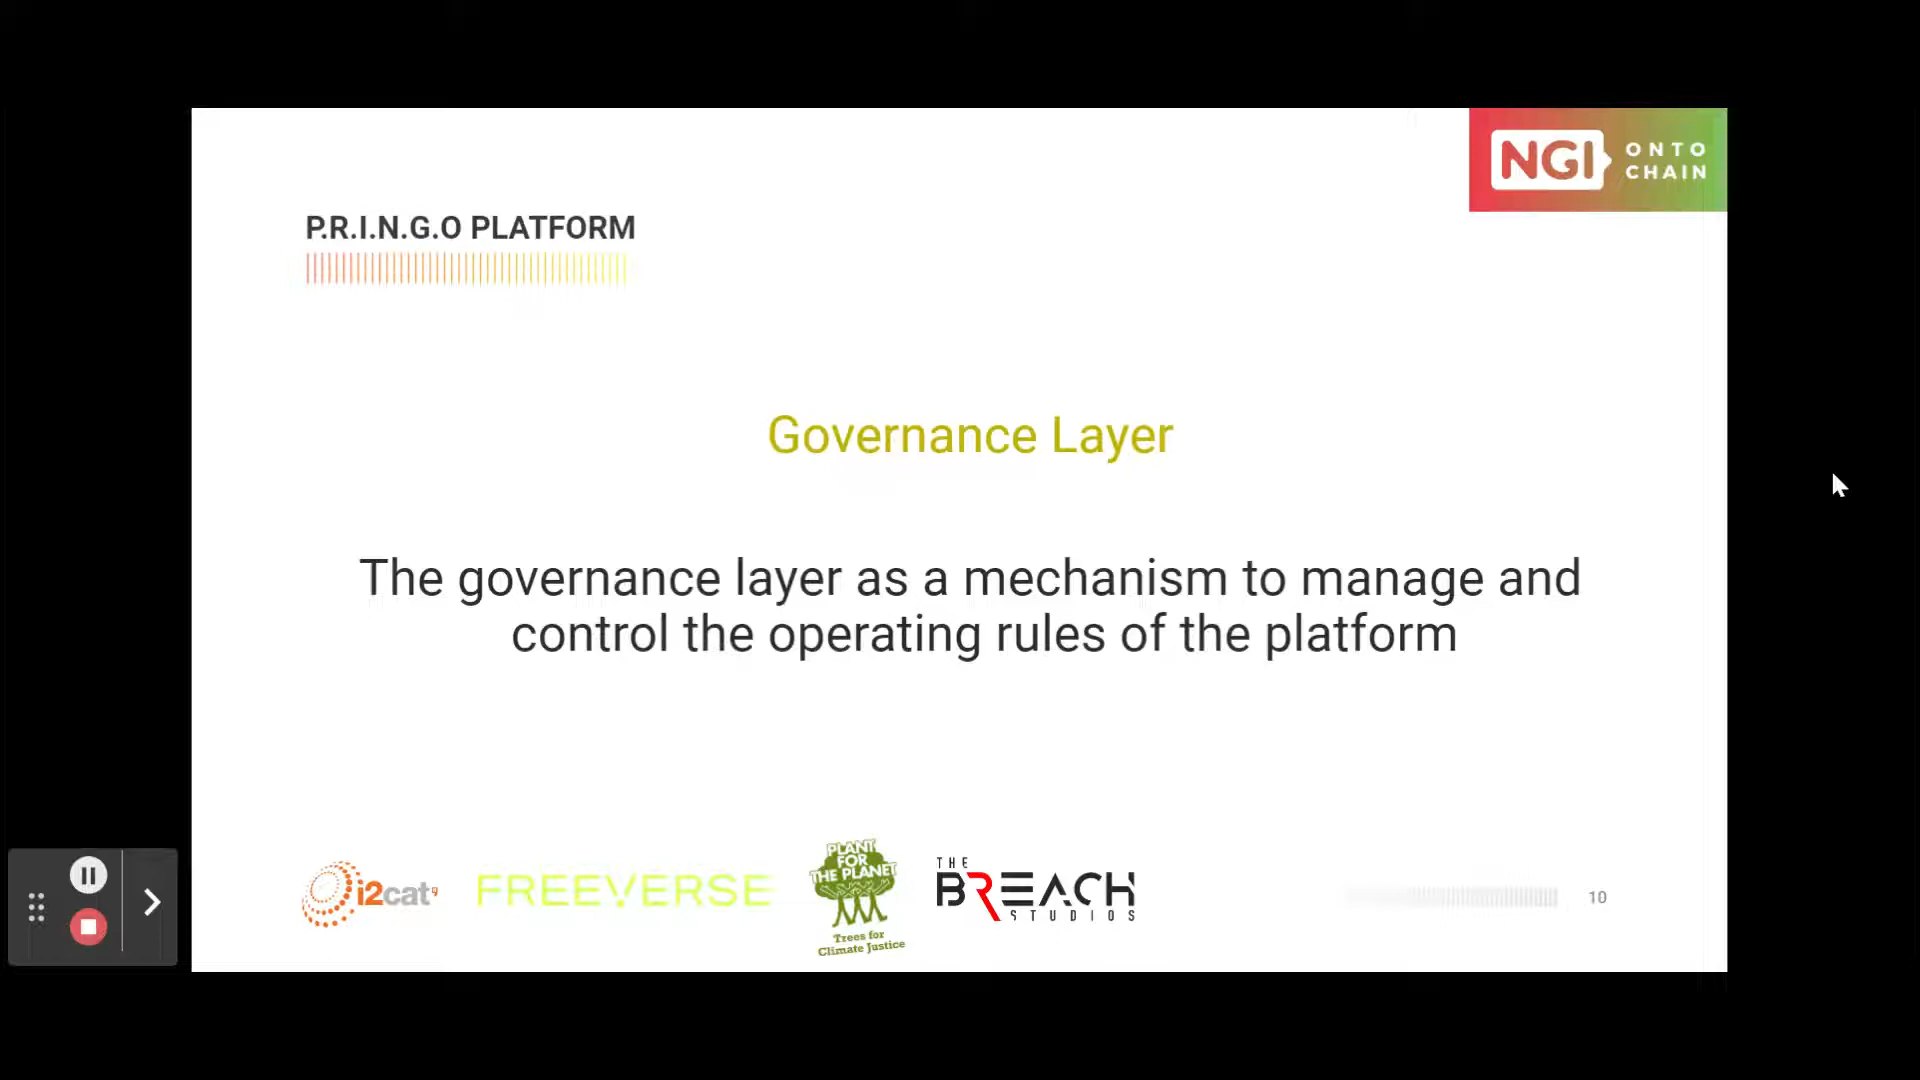 NGI ONTO
CHAIN
P.R.I.N.G.O PLATFORM
Governance Layer
The governance layer as a mechanism to manage and
control the operating rules of the platform
i2cat
FREEVERSE
PLANT
FOR
THE PLANET
Trees for
Climate Justice
THE
BREACH
STUDIOS
10